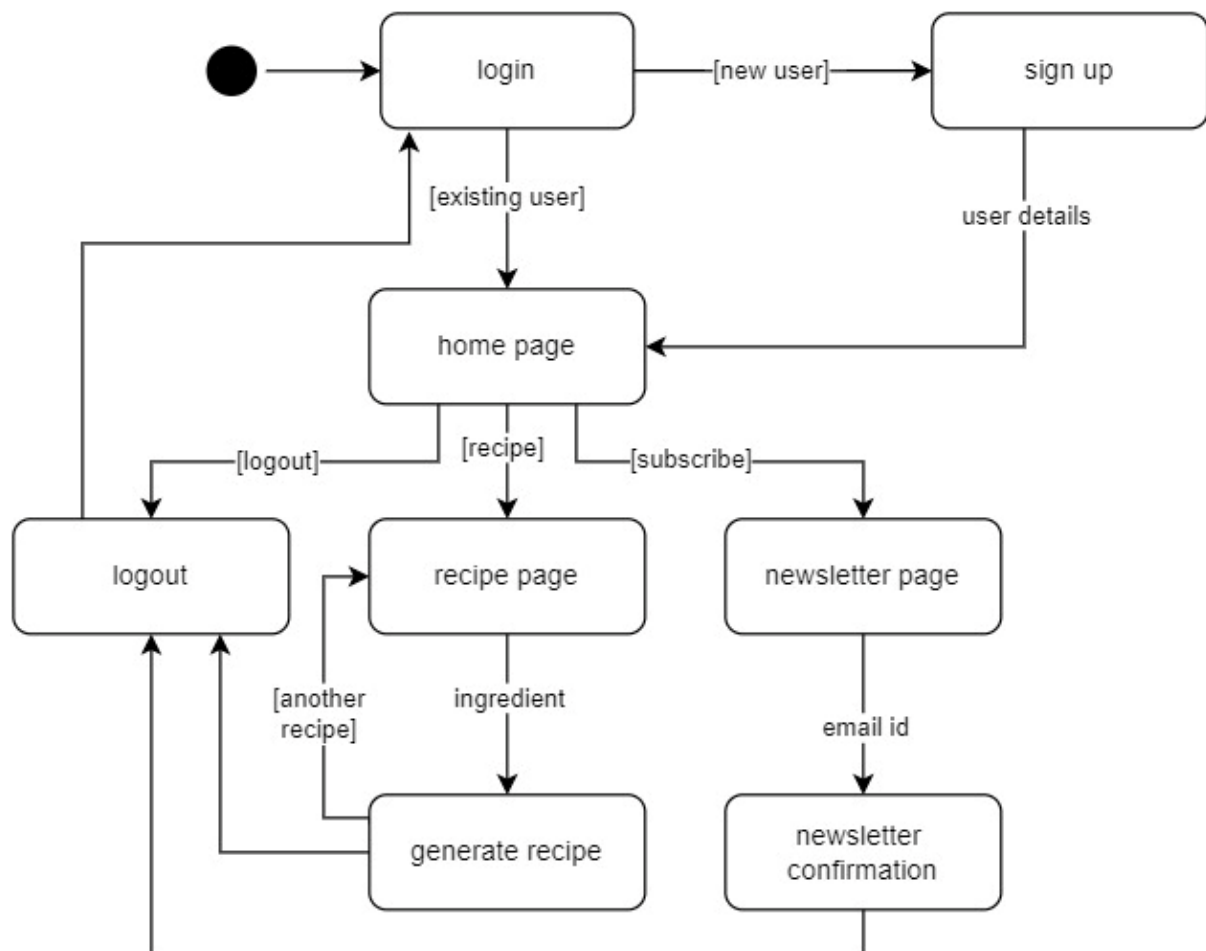 login
[new user]
sign up
[existing user]
user details
home page
[logout]
[recipe]
[subscribe]
logout
recipe page
newsletter page
[another
recipe]
ingredient
email id
generate recipe
newsletter
confirmation